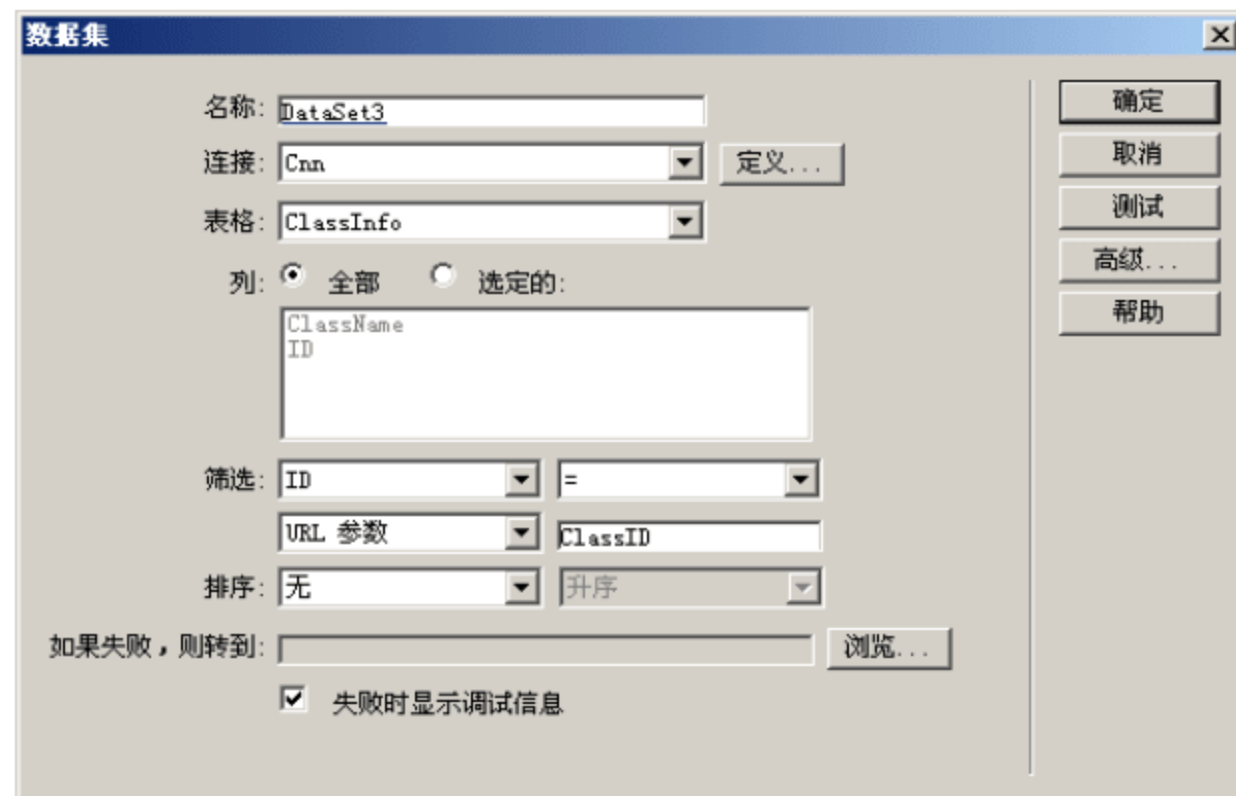 数据集
名称: DataSet3
连接: Cnn 定义...
表格: ClassInfo
列: 全部 选定的:
ClassName
ID
筛选: ID =
URL 参数 ClassID
排序: 无 升序
如果失败，则转到: 浏览...
失败时显示调试信息
确定
取消
测试
高级...
帮助